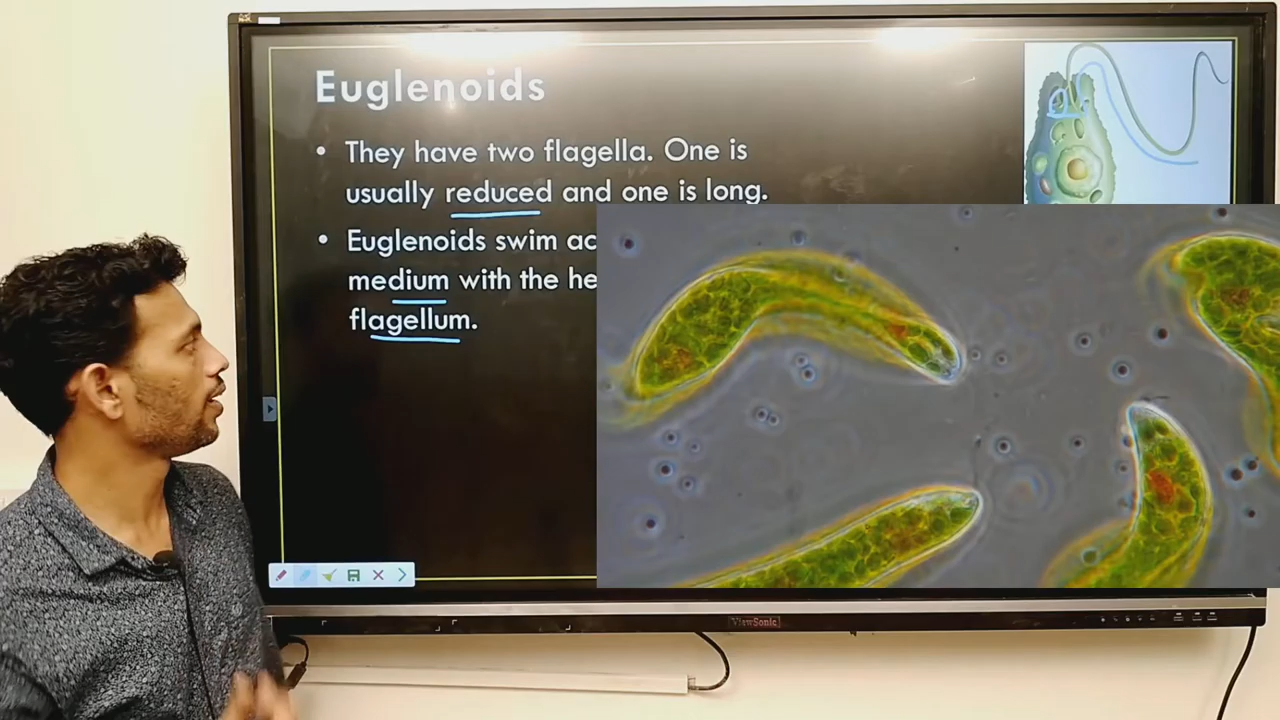 Euglenoids
• They have two flagella. One is
usually reduced and one is long.
• Euglenoids swim ac
medium with the he
flagellum.
ViewSonic